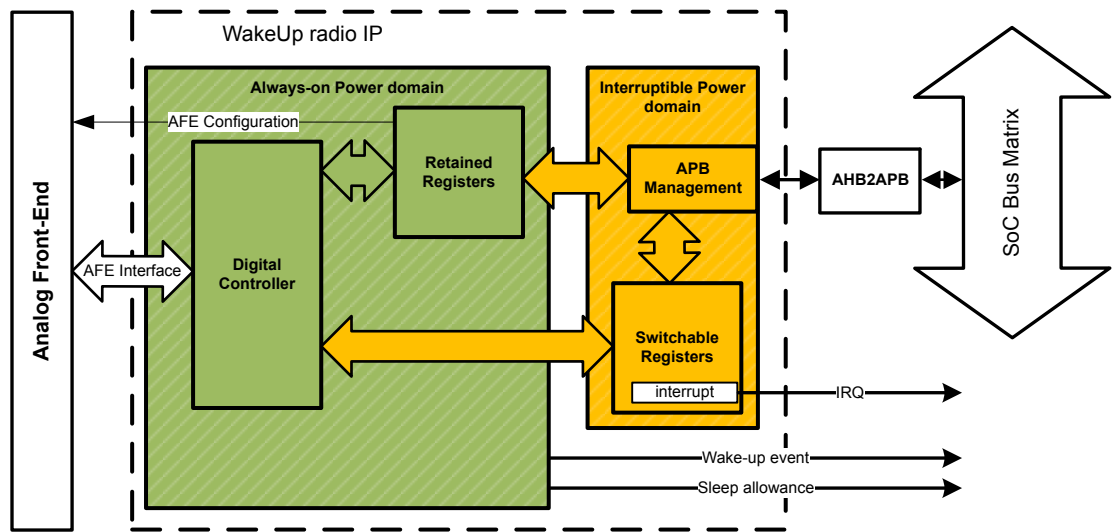 WakeUp radio IP
Always-on Power domain
Interruptible Power
domain
AFE Configuration
Retained
Registers
APB
Management
AHB2APB
SoC Bus Matrix
Analog Front-End
AFE Interface
Digital
Controller
Switchable
Registers
interrupt
IRQ
Wake-up event
Sleep allowance